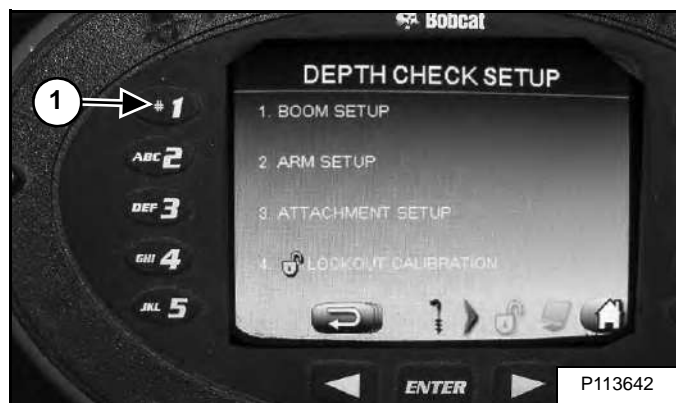 Bobcat
DEPTH CHECK SETUP
1
# 1
1. BOOM SETUP
ABC 2
2. ARM SETUP
DEF 3
3. ATTACHMENT SETUP
GHI 4
4. LOCKOUT CALIBRATION
JKL 5
ENTER
P113642